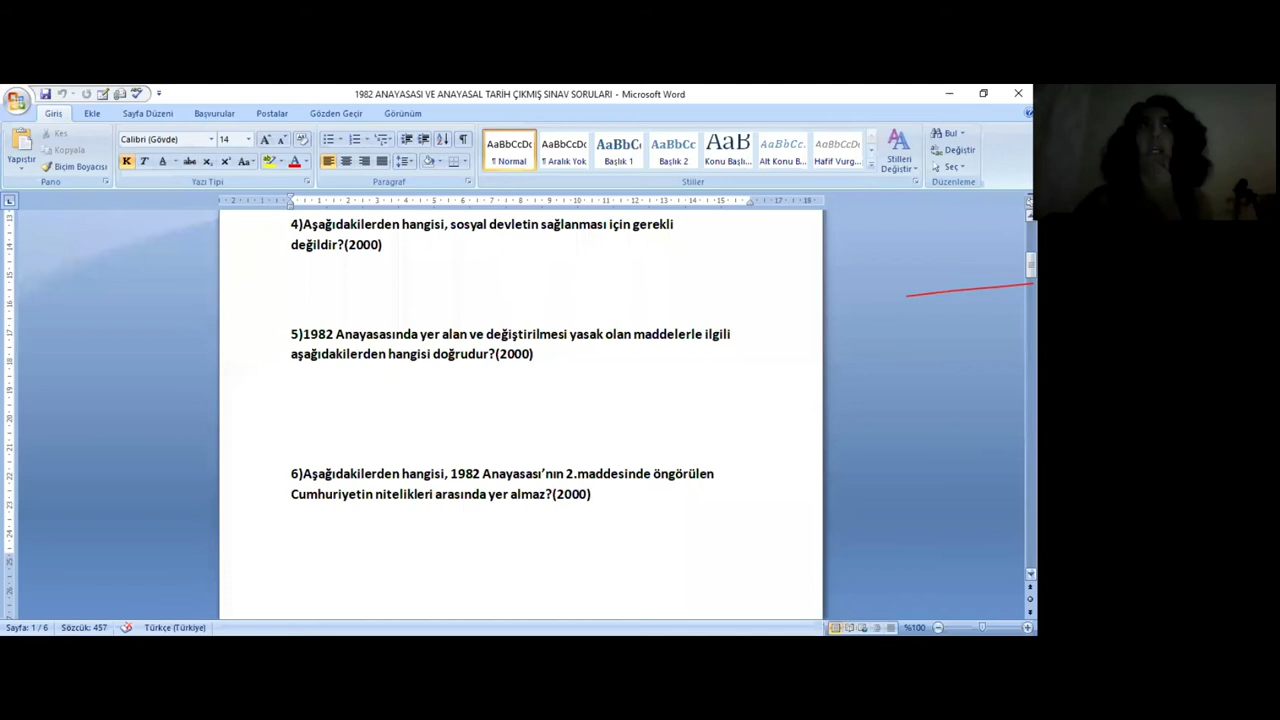 1982 ANAYASASI VE ANAYASAL TARİH ÇIKMIŞ SINAV SORULARI - Microsoft Word
Giriş Ekle Sayfa Düzeni Başvurular Postalar Gözden Geçir Görünüm
Yapıştır
Kes
Kopyala
Biçim Boyacısı
Pano
Calibri (Gövde) 14
K T A abc x₂ x² Aa
Yazı Tipi
Paragraf
AaBbCcDc AaBbCcDc AaBbC AaBbCc AaB AaBbCc. AaBbCcDc
¶ Normal ¶ Aralık Yok Başlık 1 Başlık 2 Konu Başlı... Alt Konu B... Hafif Vurg...
Stiller
Stilleri
Değiştir
Bul
Değiştir
Seç
Düzenleme
4)Aşağıdakilerden hangisi, sosyal devletin sağlanması için gerekli
değildir?(2000)
5)1982 Anayasasında yer alan ve değiştirilmesi yasak olan maddelerle ilgili
aşağıdakilerden hangisi doğrudur?(2000)
6)Aşağıdakilerden hangisi, 1982 Anayasası’nın 2.maddesinde öngörülen
Cumhuriyetin nitelikleri arasında yer almaz?(2000)
Sayfa: 1 / 6 Sözcük: 457 Türkçe (Türkiye) %100